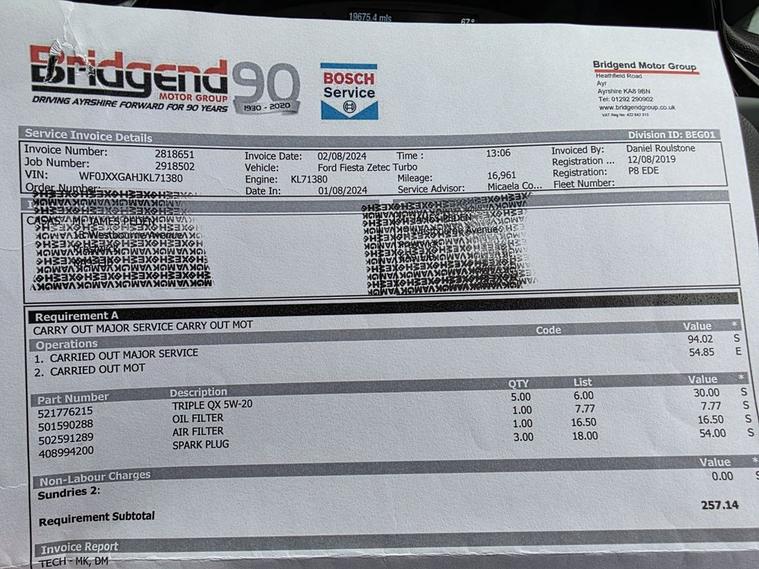 19675.4 mls 67°
Bridgend 90
MOTOR GROUP
DRIVING AYRSHIRE FORWARD FOR 90 YEARS
1930 - 2020
BOSCH
Service
Bridgend Motor Group
Heathfield Road
Ayr
Ayrshire KA8 9BN
Tel: 01292 290902
www.bridgendgroup.co.uk
Service Invoice Details Division ID: BEG01
Invoice Number: 2818651 Invoice Date: 02/08/2024 Time : 13:06 Invoiced By: Daniel Roulstone
Job Number: 2918502 Vehicle: Ford Fiesta Zetec Turbo Registration ... 12/08/2019
VIN: WF0JXXGAHJKL71380 Engine: KL71380 Mileage: 16,961 Registration: P8 EDE
Order Number: Date In: 01/08/2024 Service Advisor: Micaela Co... Fleet Number:
Requirement A
CARRY OUT MAJOR SERVICE CARRY OUT MOT
Operations Code Value *
1. CARRIED OUT MAJOR SERVICE 94.02 S
2. CARRIED OUT MOT 54.85 E
Part Number Description QTY List Value *
521776215 TRIPLE QX 5W-20 5.00 6.00 30.00 S
501590288 OIL FILTER 1.00 7.77 7.77 S
502591289 AIR FILTER 1.00 16.50 16.50 S
408994200 SPARK PLUG 3.00 18.00 54.00 S
Non-Labour Charges Value *
Sundries 2: 0.00 S
Requirement Subtotal 257.14
Invoice Report
TECH - MK, DM